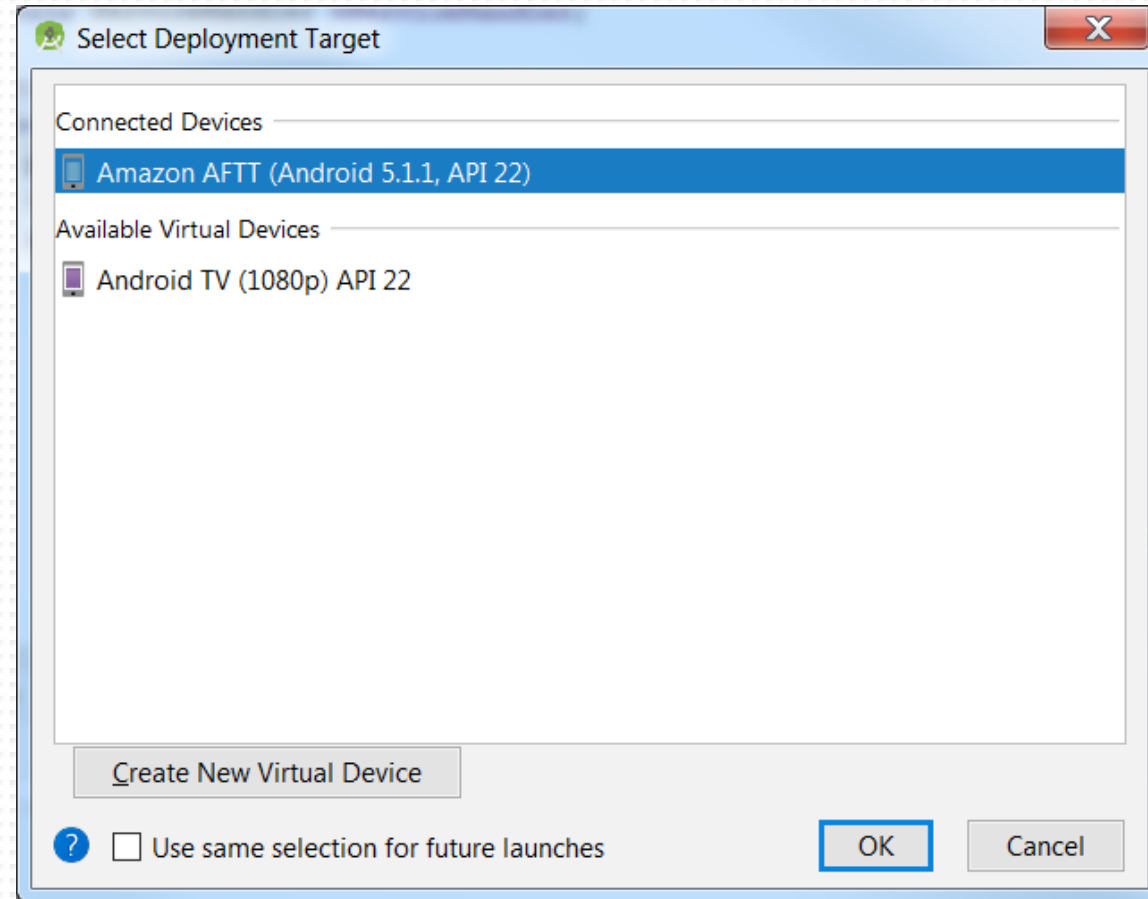 Select Deployment Target
Connected Devices
Amazon AFTT (Android 5.1.1, API 22)
Available Virtual Devices
Android TV (1080p) API 22
Create New Virtual Device
? Use same selection for future launches OK Cancel